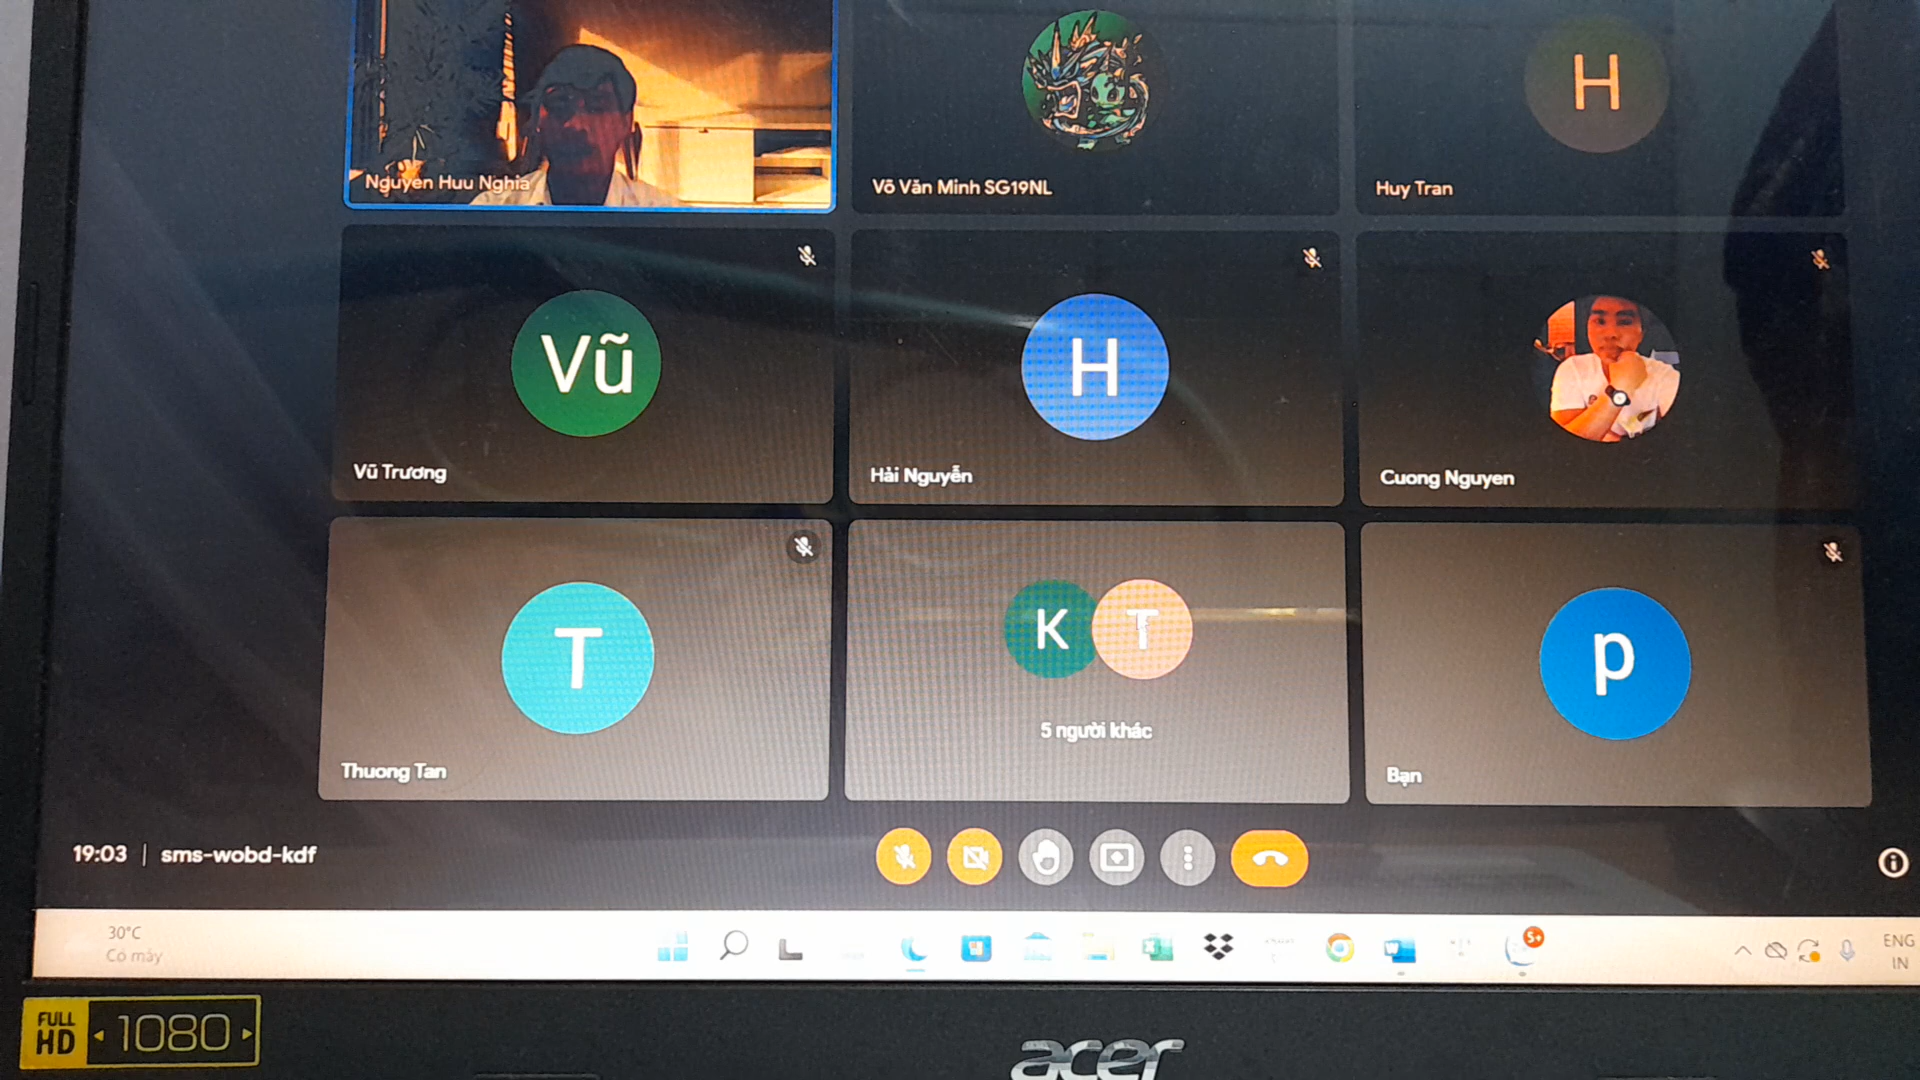 H
Nguyen Huu Nghia
Võ Văn Minh SG19NL
Huy Tran
Vũ
H
Vũ Trương
Hải Nguyễn
Cuong Nguyen
T
K
T
p
5 người khác
Thuong Tan
Bạn
19:03 | sms-wobd-kdf
30°C
Có mây
5+
ENG
IN
FULL
HD
1080
acer